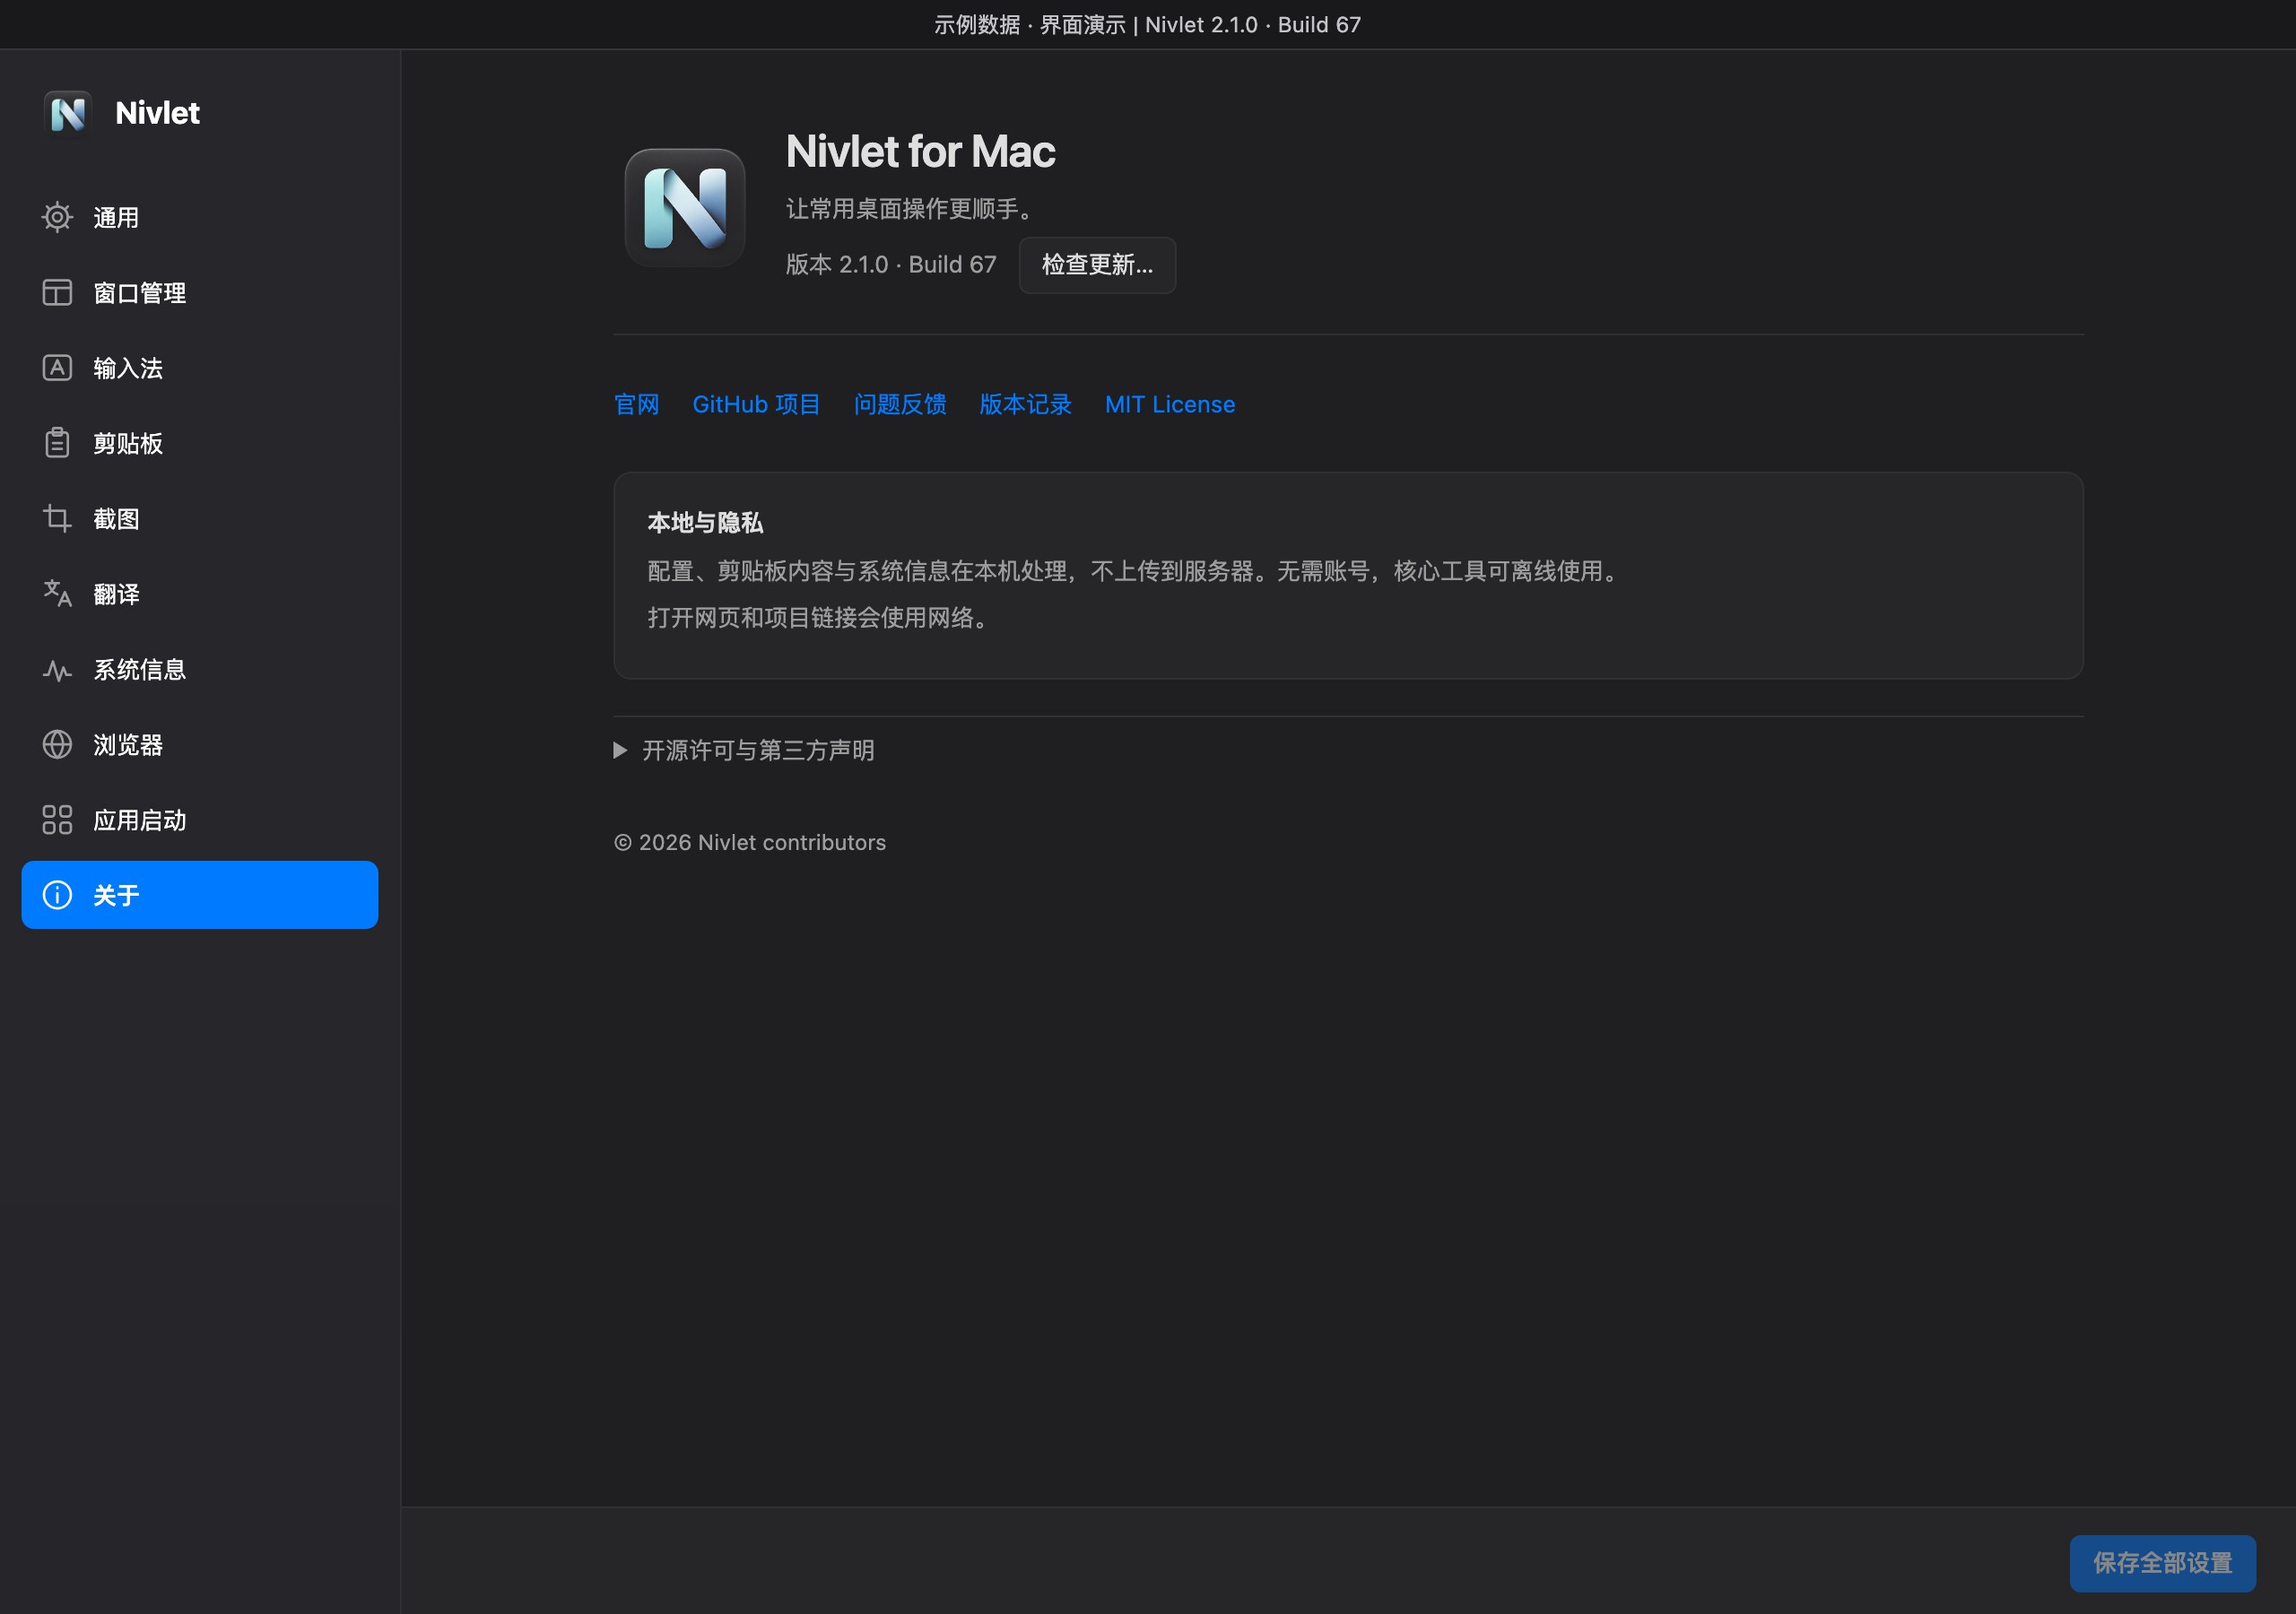 示例数据 · 界面演示 | Nivlet 2.1.0 · Build 67
Nivlet
通用
窗口管理
输入法
剪贴板
截图
翻译
系统信息
浏览器
应用启动
关于
Nivlet for Mac
让常用桌面操作更顺手。
版本 2.1.0 · Build 67 检查更新...
官网 GitHub 项目 问题反馈 版本记录 MIT License
本地与隐私
配置、剪贴板内容与系统信息在本机处理，不上传到服务器。无需账号，核心工具可离线使用。
打开网页和项目链接会使用网络。
开源许可与第三方声明
© 2026 Nivlet contributors
保存全部设置